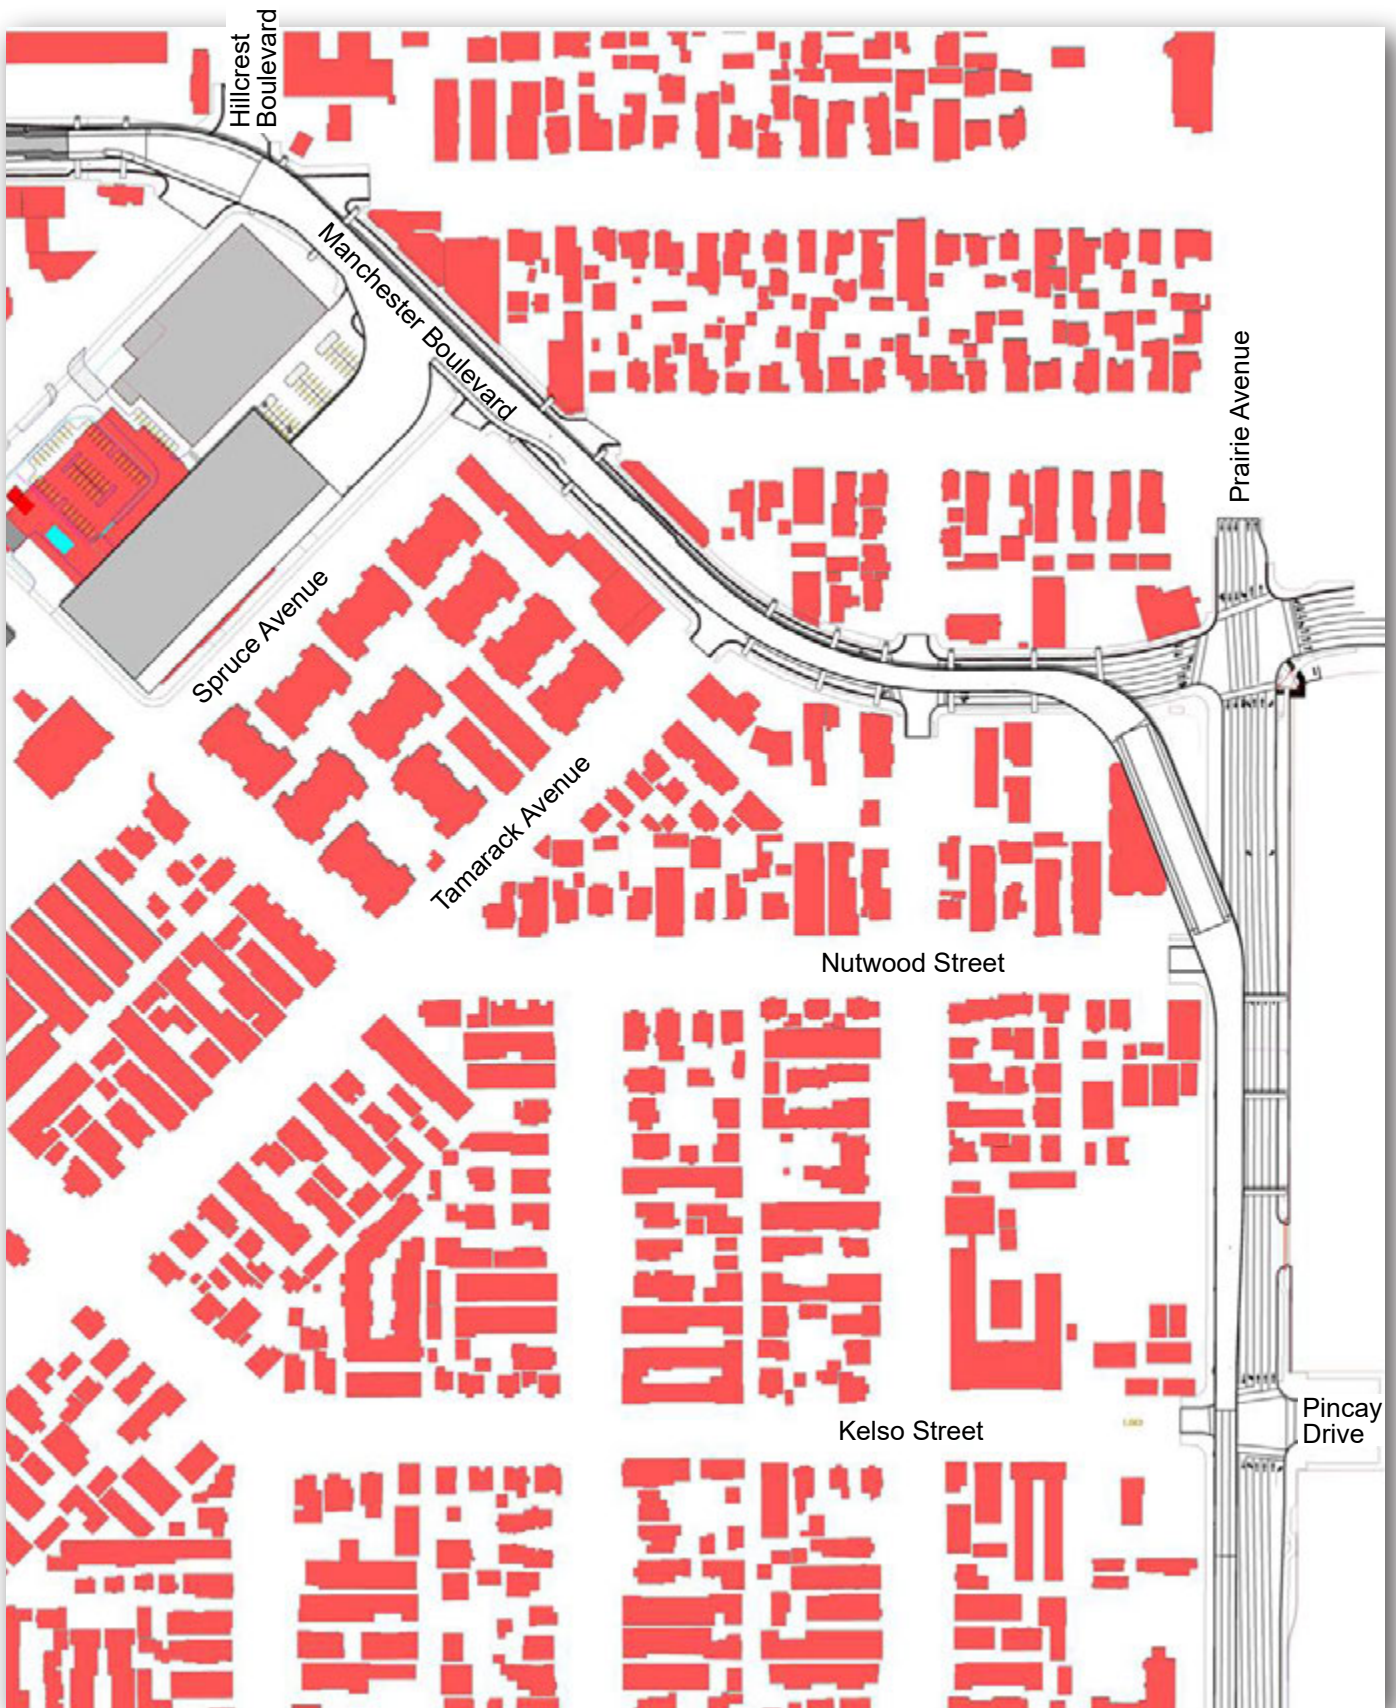 Hillcrest
Boulevard
Manchester Boulevard
Prairie Avenue
Spruce Avenue
Tamarack Avenue
Nutwood Street
Kelso Street
Pincay
Drive